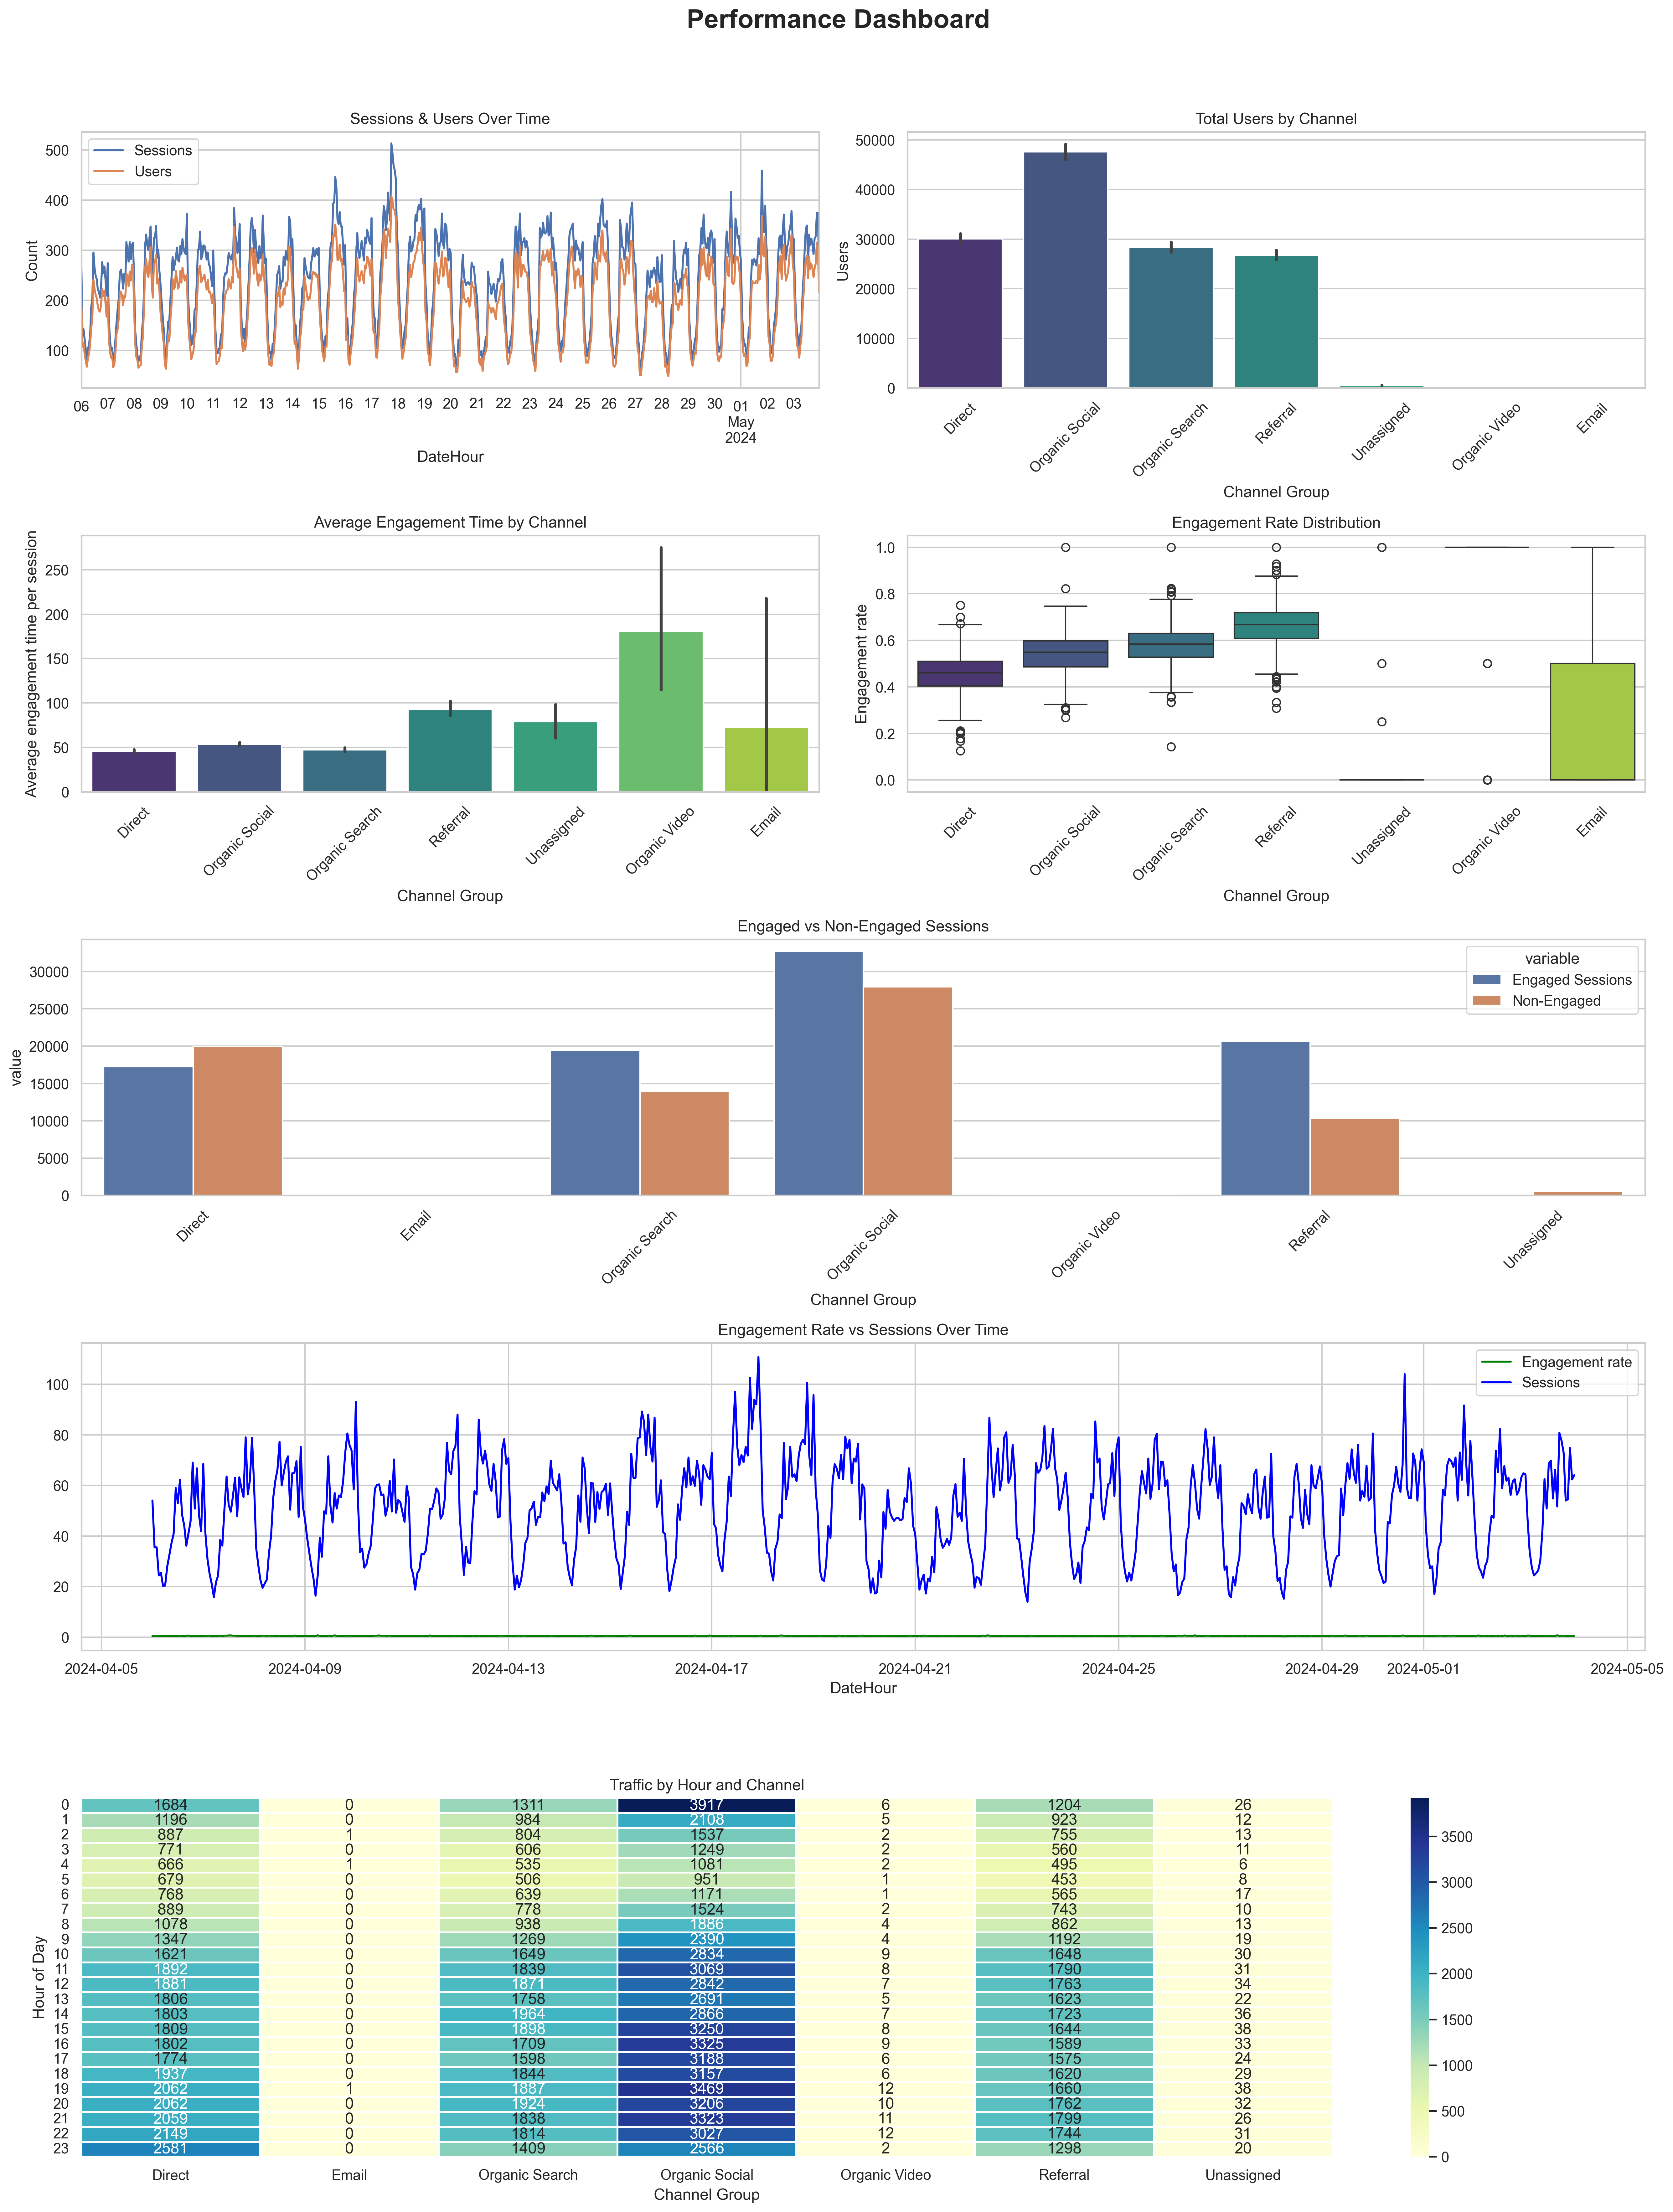 Performance Dashboard
Sessions & Users Over Time
Sessions
Users
Count
500
400
300
200
100
06 07 08 09 10 11 12 13 14 15 16 17 18 19 20 21 22 23 24 25 26 27 28 29 30 01 02 03
May
2024
DateHour
Total Users by Channel
Users
50000
40000
30000
20000
10000
0
Direct Organic Social Organic Search Referral Unassigned Organic Video Email
Channel Group
Average Engagement Time by Channel
Average engagement time per session
250
200
150
100
50
0
Direct Organic Social Organic Search Referral Unassigned Organic Video Email
Channel Group
Engagement Rate Distribution
Engagement rate
1.0
0.8
0.6
0.4
0.2
0.0
Direct Organic Social Organic Search Referral Unassigned Organic Video Email
Channel Group
Engaged vs Non-Engaged Sessions
variable
Engaged Sessions
Non-Engaged
value
30000
25000
20000
15000
10000
5000
0
Direct Email Organic Search Organic Social Organic Video Referral Unassigned
Channel Group
Engagement Rate vs Sessions Over Time
Engagement rate
Sessions
100
80
60
40
20
0
2024-04-05 2024-04-09 2024-04-13 2024-04-17 2024-04-21 2024-04-25 2024-04-29 2024-05-01 2024-05-05
DateHour
Traffic by Hour and Channel
Hour of Day
0 1684 0 1311 3917 6 1204 26
1 1196 0 984 2108 5 923 12
2 887 1 804 1537 2 755 13
3 771 0 606 1249 2 560 11
4 666 1 535 1081 2 495 6
5 679 0 506 951 1 453 8
6 768 0 639 1171 1 565 17
7 889 0 778 1524 2 743 10
8 1078 0 938 1886 4 862 13
9 1347 0 1269 2390 4 1192 19
10 1621 0 1649 2834 9 1648 30
11 1892 0 1839 3069 8 1790 31
12 1881 0 1871 2842 7 1763 34
13 1806 0 1758 2691 5 1623 22
14 1803 0 1964 2866 7 1723 36
15 1809 0 1898 3250 8 1644 38
16 1802 0 1709 3325 9 1589 33
17 1774 0 1598 3188 6 1575 24
18 1937 0 1844 3157 6 1620 29
19 2062 1 1887 3469 12 1660 38
20 2062 0 1924 3206 10 1762 32
21 2059 0 1838 3323 11 1799 26
22 2149 0 1814 3027 12 1744 31
23 2581 0 1409 2566 2 1298 20
Direct Email Organic Search Organic Social Organic Video Referral Unassigned
Channel Group
3500
3000
2500
2000
1500
1000
500
0